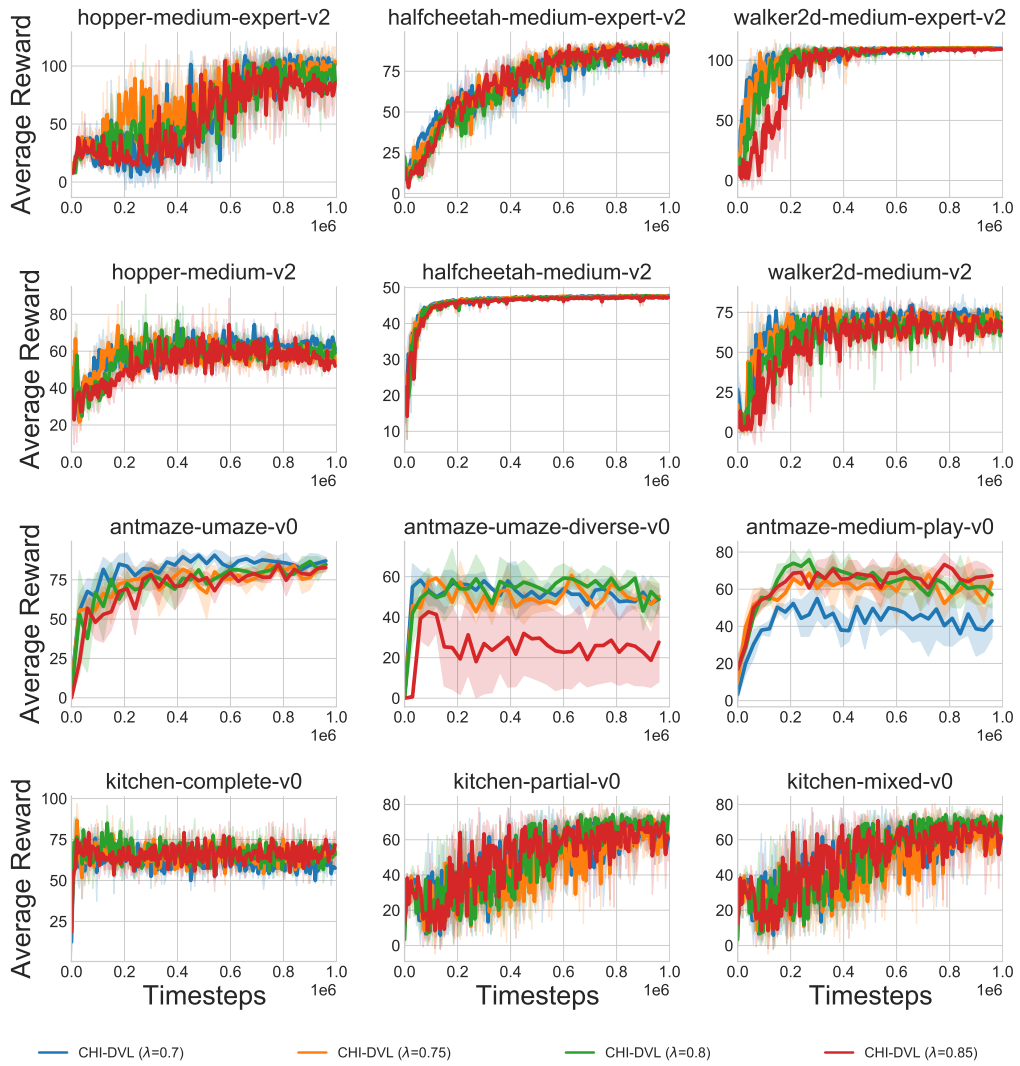 hopper-medium-expert-v2 halfcheetah-medium-expert-v2 walker2d-medium-expert-v2
Average Reward
100
50
0
0.0 0.2 0.4 0.6 0.8 1.0
1e6
75
50
25
0
0.0 0.2 0.4 0.6 0.8 1.0
1e6
100
50
0
0.0 0.2 0.4 0.6 0.8 1.0
1e6
hopper-medium-v2 halfcheetah-medium-v2 walker2d-medium-v2
Average Reward
80
60
40
20
0.0 0.2 0.4 0.6 0.8 1.0
1e6
50
40
30
20
10
0.0 0.2 0.4 0.6 0.8 1.0
1e6
75
50
25
0
0.0 0.2 0.4 0.6 0.8 1.0
1e6
antmaze-umaze-v0 antmaze-umaze-diverse-v0 antmaze-medium-play-v0
Average Reward
75
50
25
0
0.0 0.2 0.4 0.6 0.8 1.0
1e6
60
40
20
0
0.0 0.2 0.4 0.6 0.8 1.0
1e6
80
60
40
20
0
0.0 0.2 0.4 0.6 0.8 1.0
1e6
kitchen-complete-v0 kitchen-partial-v0 kitchen-mixed-v0
Average Reward
100
75
50
25
0.0 0.2 0.4 0.6 0.8 1.0
1e6
Timesteps
80
60
40
20
0
0.0 0.2 0.4 0.6 0.8 1.0
1e6
Timesteps
80
60
40
20
0
0.0 0.2 0.4 0.6 0.8 1.0
1e6
Timesteps
CHI-DVL (λ=0.7) CHI-DVL (λ=0.75) CHI-DVL (λ=0.8) CHI-DVL (λ=0.85)